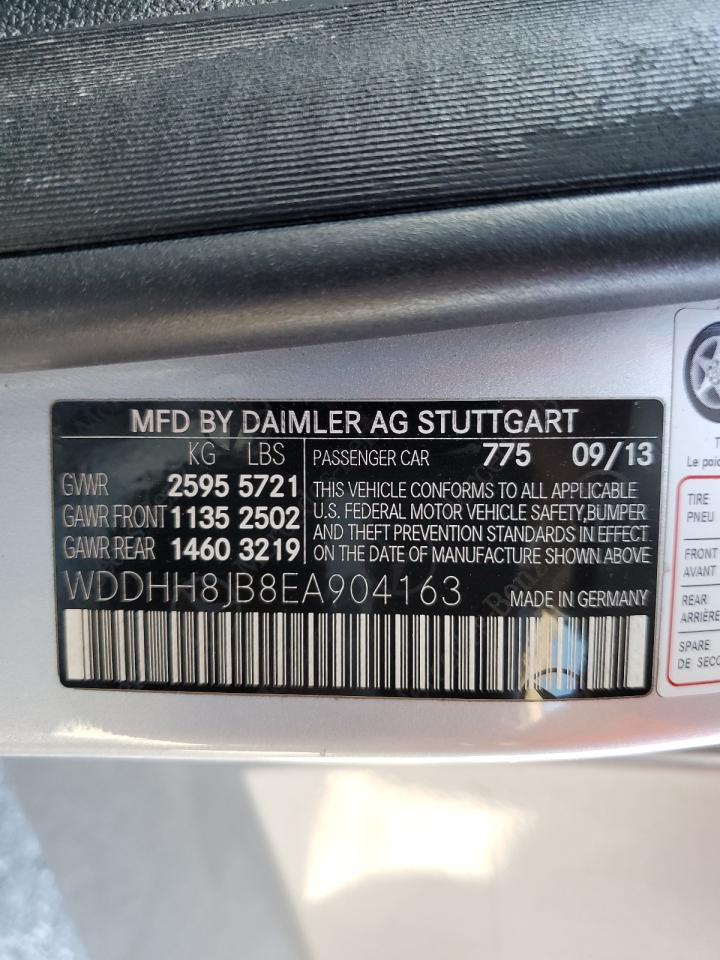 MFD BY DAIMLER AG STUTTGART
KG LBS
GVWR 2595 5721
GAWR FRONT 1135 2502
GAWR REAR 1460 3219
PASSENGER CAR 775 09/13
THIS VEHICLE CONFORMS TO ALL APPLICABLE
U.S. FEDERAL MOTOR VEHICLE SAFETY,BUMPER
AND THEFT PREVENTION STANDARDS IN EFFECT
ON THE DATE OF MANUFACTURE SHOWN ABOVE
WDDHH8JB8EA904163 MADE IN GERMANY
TIRE
PNEU
FRONT
AVANT
REAR
ARRIÈRE
SPARE